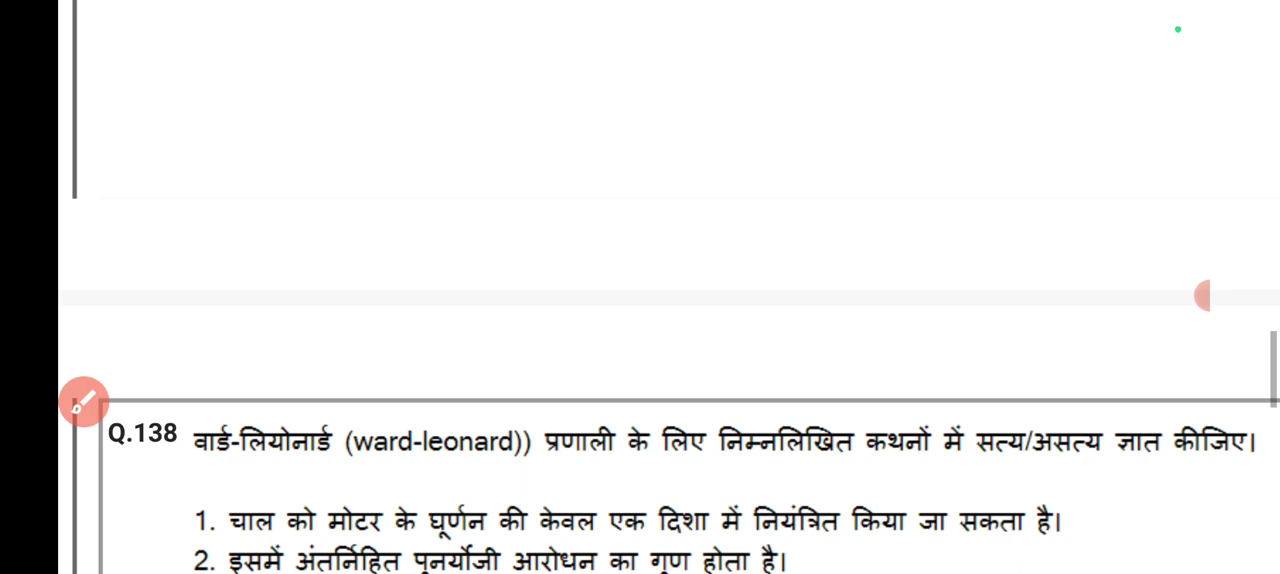 Q.138 वार्ड-लियोनार्ड (ward-leonard)) प्रणाली के लिए निम्नलिखित कथनों में सत्य/असत्य ज्ञात कीजिए।
1. चाल को मोटर के घूर्णन की केवल एक दिशा में नियंत्रित किया जा सकता है।
2. इसमें अंतर्निहित पुनर्योजी आरोधन का गुण होता है।